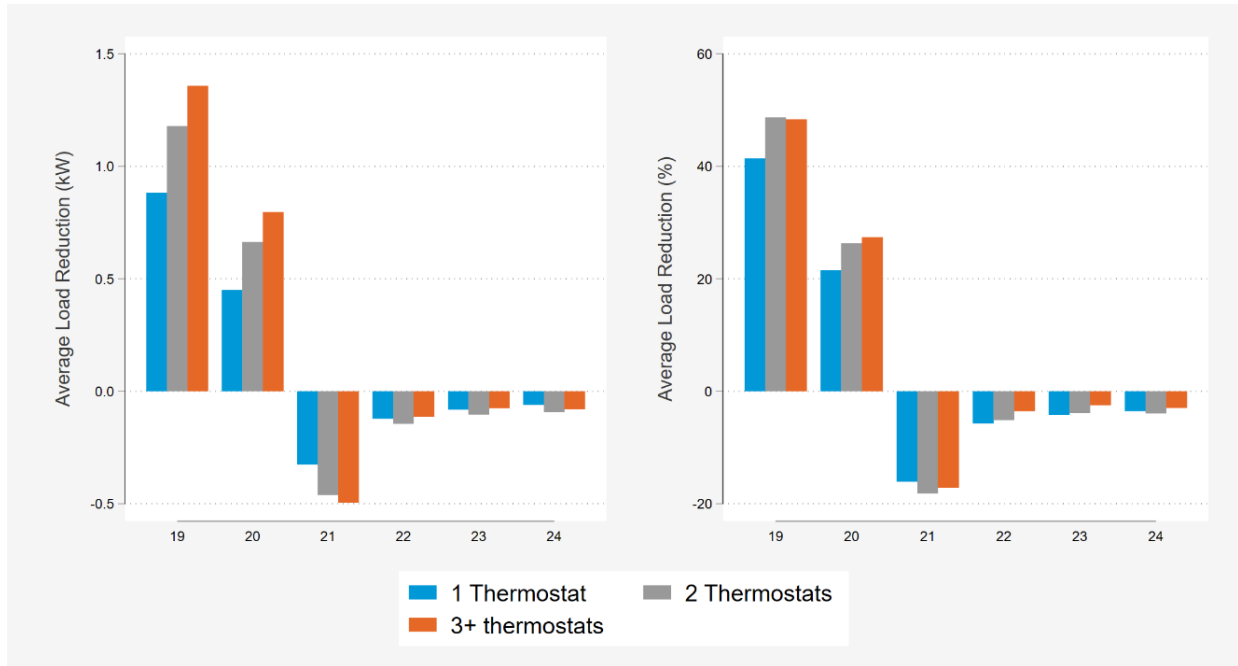 Average Load Reduction (kW)
1.5
1.0
0.5
0.0
-0.5
19 20 21 22 23 24
Average Load Reduction (%)
60
40
20
0
-20
19 20 21 22 23 24
1 Thermostat 2 Thermostats
3+ thermostats